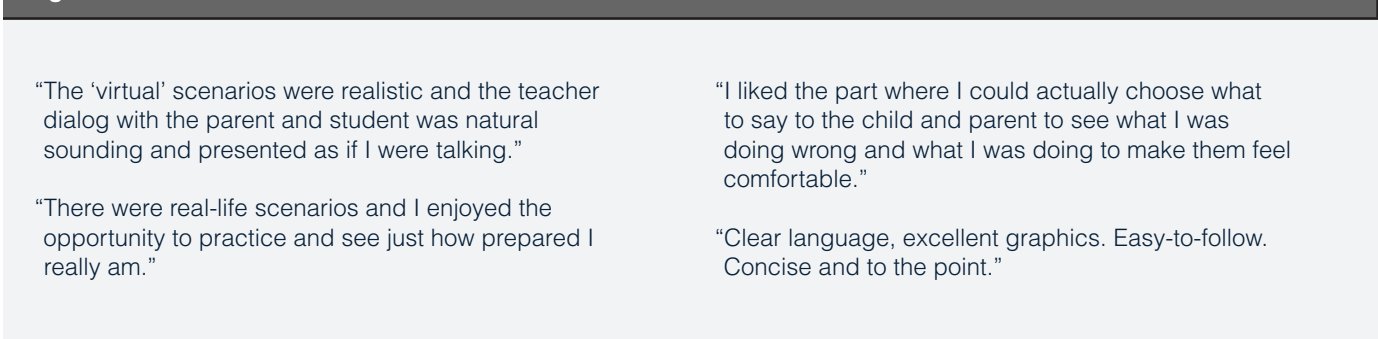 “The ‘virtual’ scenarios were realistic and the teacher
dialog with the parent and student was natural
sounding and presented as if I were talking.”
“There were real-life scenarios and I enjoyed the
opportunity to practice and see just how prepared I
really am.”
“I liked the part where I could actually choose what
to say to the child and parent to see what I was
doing wrong and what I was doing to make them feel
comfortable.”
“Clear language, excellent graphics. Easy-to-follow.
Concise and to the point.”